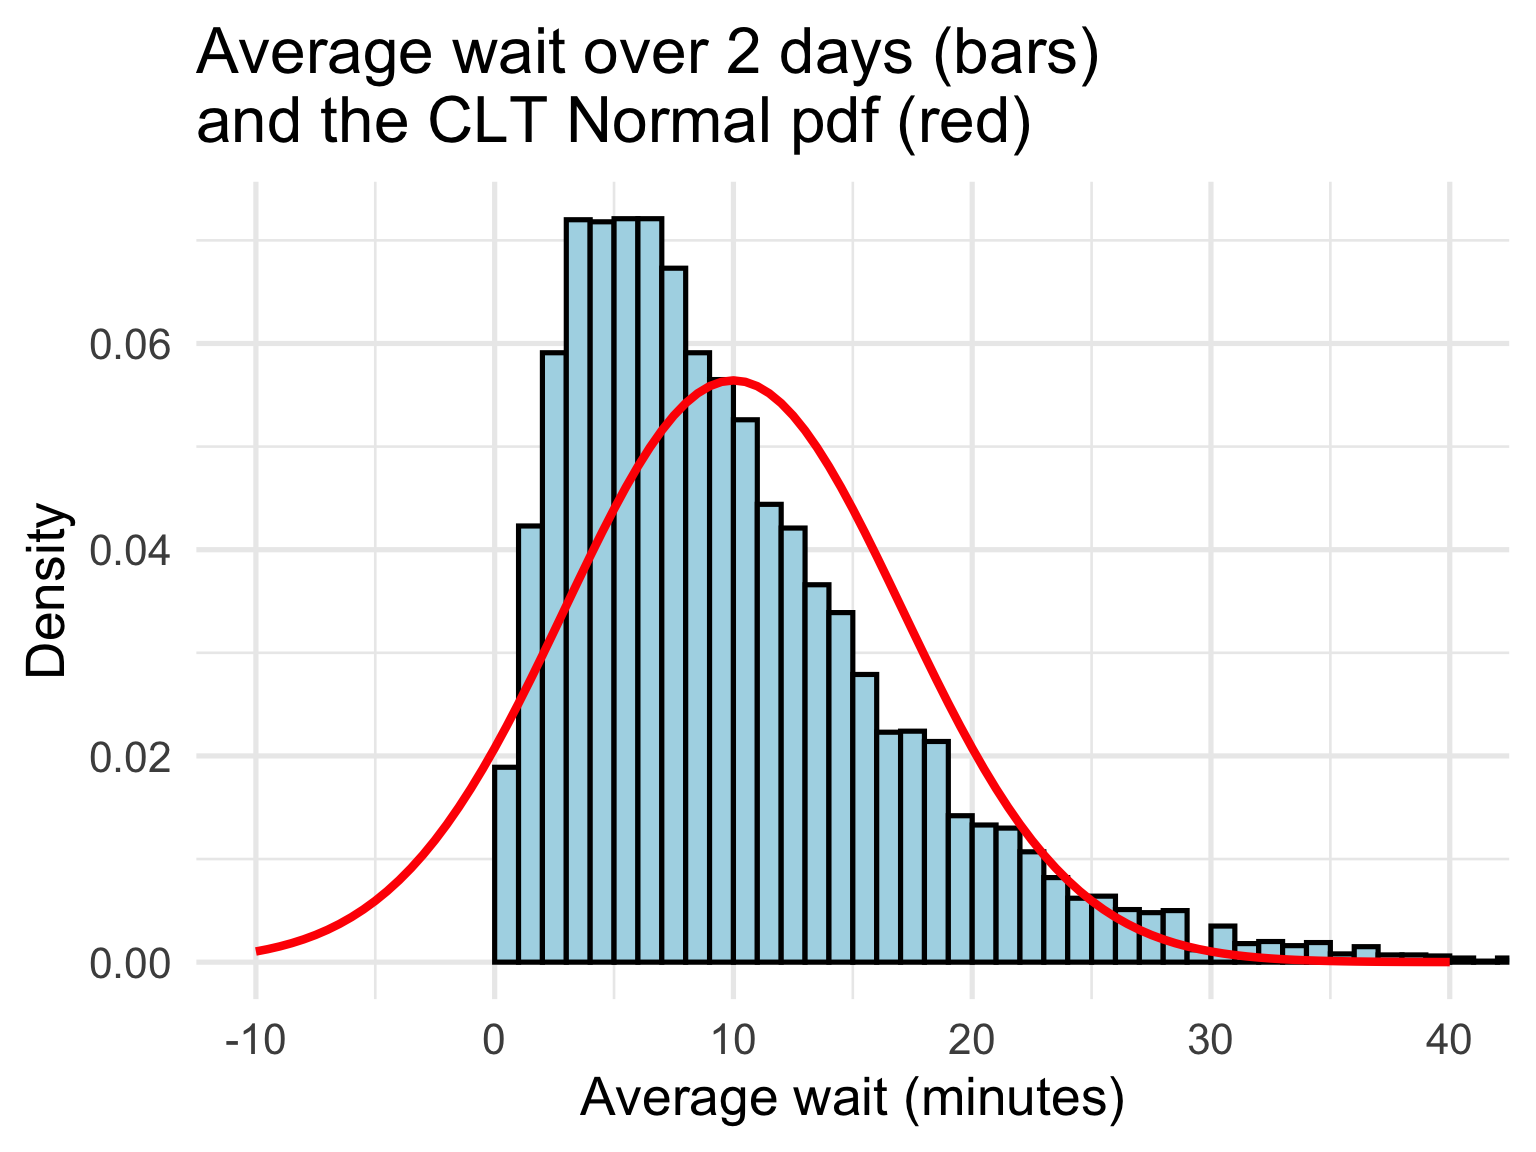 Average wait over 2 days (bars)
and the CLT Normal pdf (red)
Density
0.06
0.04
0.02
0.00
-10 0 10 20 30 40
Average wait (minutes)